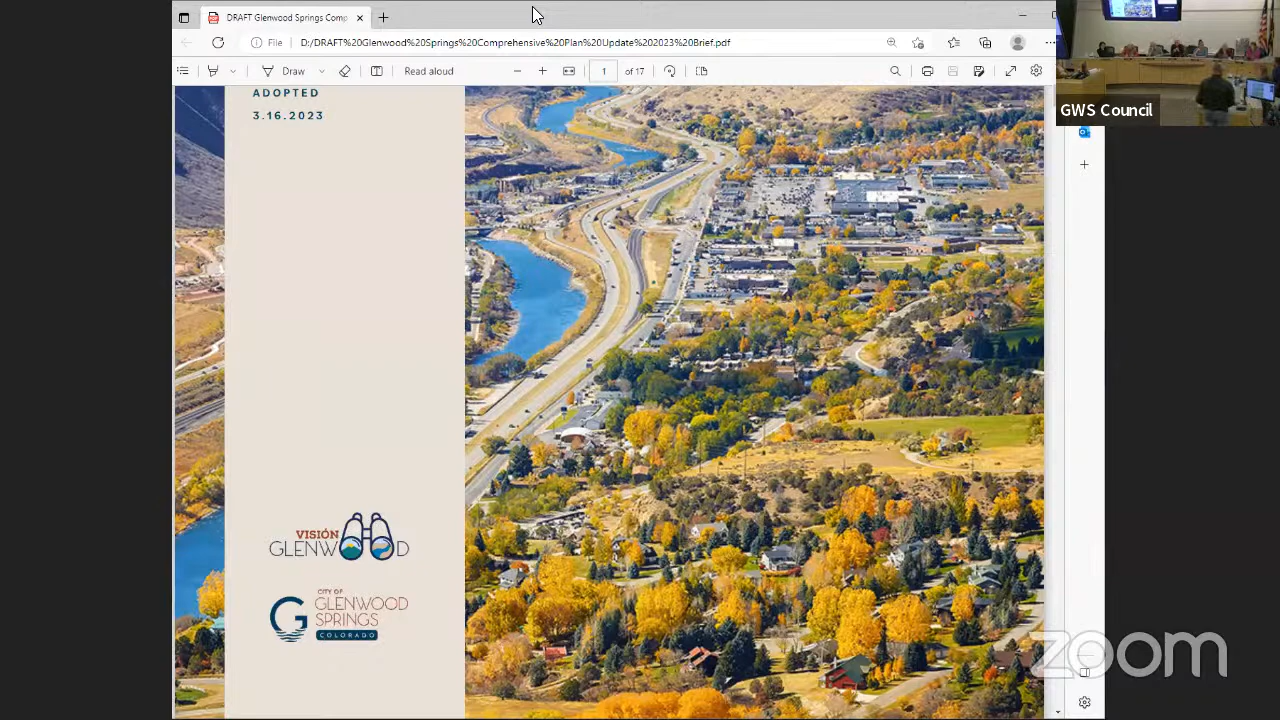 DRAFT Glenwood Springs Comp
File
D:/DRAFT%20Glenwood%20Springs%20Comprehensive%20Plan%20Update%202023%20Brief.pdf
Draw
Read aloud
1
of 17
GWS Council
ADOPTED
3.16.2023
VISIÓN
GLENWOOD
CITY OF
GLENWOOD
SPRINGS
COLORADO
zoom